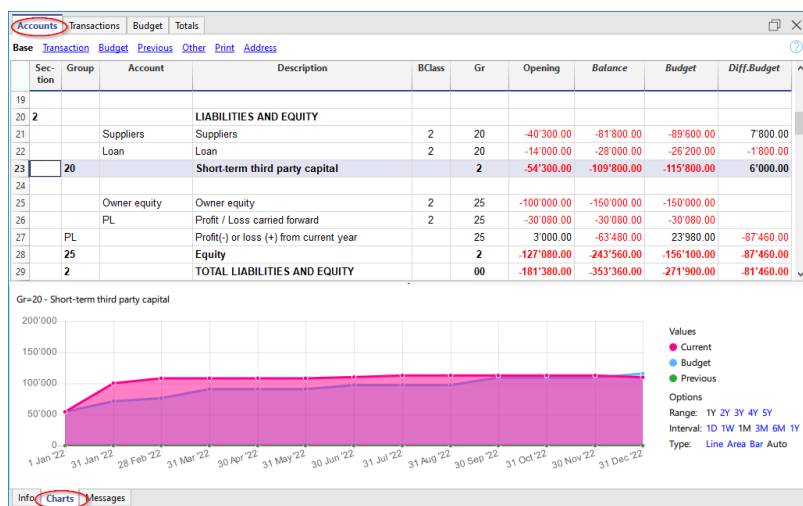 Accounts Transactions Budget Totals
Base Transaction Budget Previous Other Print Address
Sec-tion Group Account Description BClass Gr Opening Balance Budget Diff.Budget
19
20 2 LIABILITIES AND EQUITY
21 Suppliers Suppliers 2 20 -40'300.00 -81'800.00 -89'600.00 7'800.00
22 Loan Loan 2 20 -14'000.00 -28'000.00 -26'200.00 -1'800.00
23 20 Short-term third party capital 2 -54'300.00 -109'800.00 -115'800.00 6'000.00
24
25 Owner equity Owner equity 2 25 -100'000.00 -150'000.00 -150'000.00
26 PL Profit / Loss carried forward 2 25 -30'080.00 -30'080.00 -30'080.00
27 PL Profit(-) or loss (+) from current year 25 3'000.00 -63'480.00 23'980.00 -87'460.00
28 25 Equity 2 -127'080.00 -243'560.00 -156'100.00 -87'460.00
29 2 TOTAL LIABILITIES AND EQUITY 00 -181'380.00 -353'360.00 -271'900.00 -81'460.00
Gr=20 - Short-term third party capital
200'000
150'000
100'000
50'000
0
1 Jan '22 31 Jan '22 28 Feb '22 31 Mar '22 30 Apr '22 31 May '22 30 Jun '22 31 Jul '22 31 Aug '22 30 Sep '22 31 Oct '22 30 Nov '22 31 Dec '22
Values
Current
Budget
Previous
Options
Range: 1Y 2Y 3Y 4Y 5Y
Interval: 1D 1W 1M 3M 6M 1Y
Type: Line Area Bar Auto
Info Charts Messages